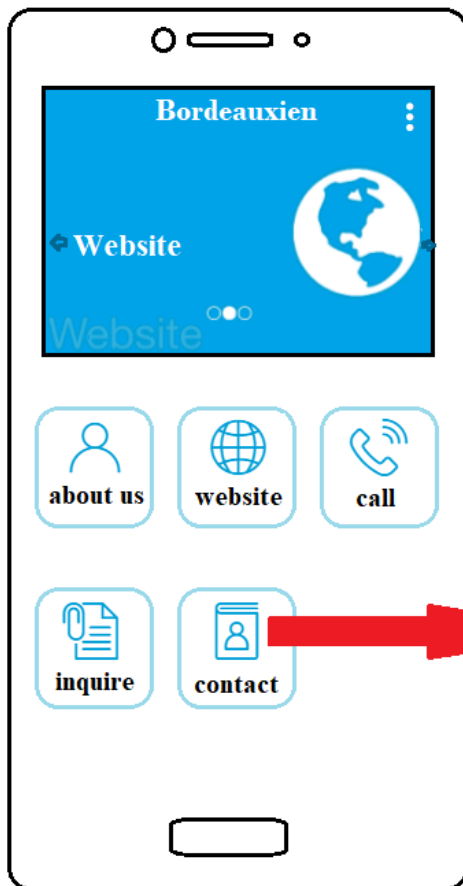 Bordeauxien
Website
Website
about us
website
call
inquire
contact